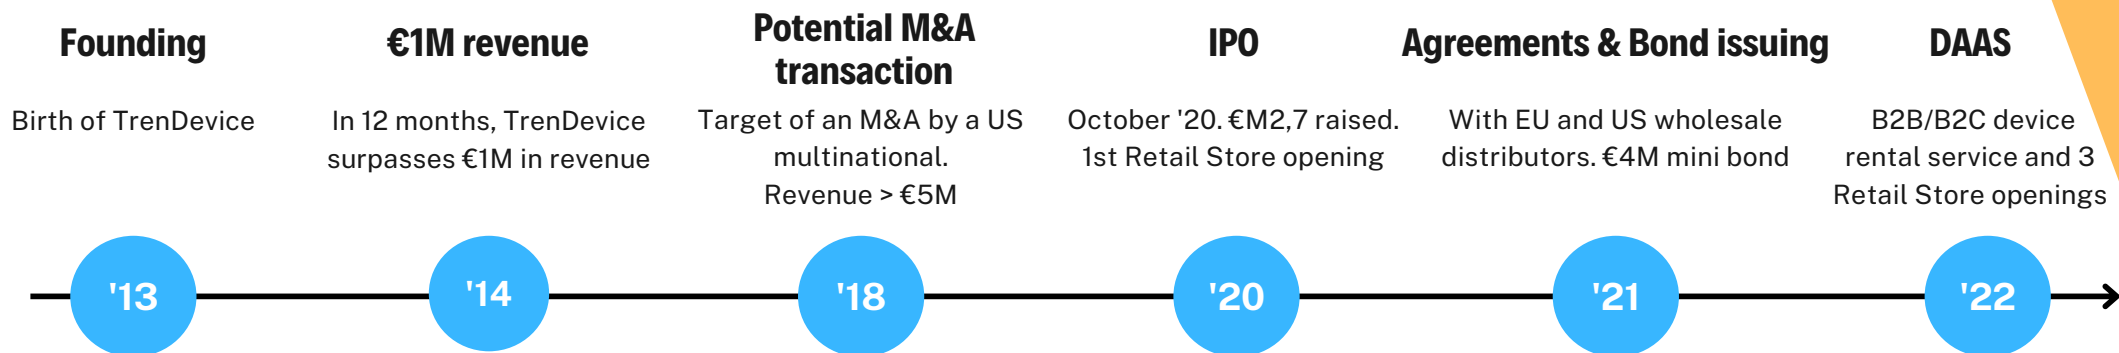 Founding
Birth of TrenDevice
'13
€1M revenue
In 12 months, TrenDevice
surpasses €1M in revenue
'14
Potential M&A
transaction
Target of an M&A by a US
multinational.
Revenue > €5M
'18
IPO
October '20. €M2,7 raised.
1st Retail Store opening
'20
Agreements & Bond issuing
With EU and US wholesale
distributors. €4M mini bond
'21
DAAS
B2B/B2C device
rental service and 3
Retail Store openings
'22